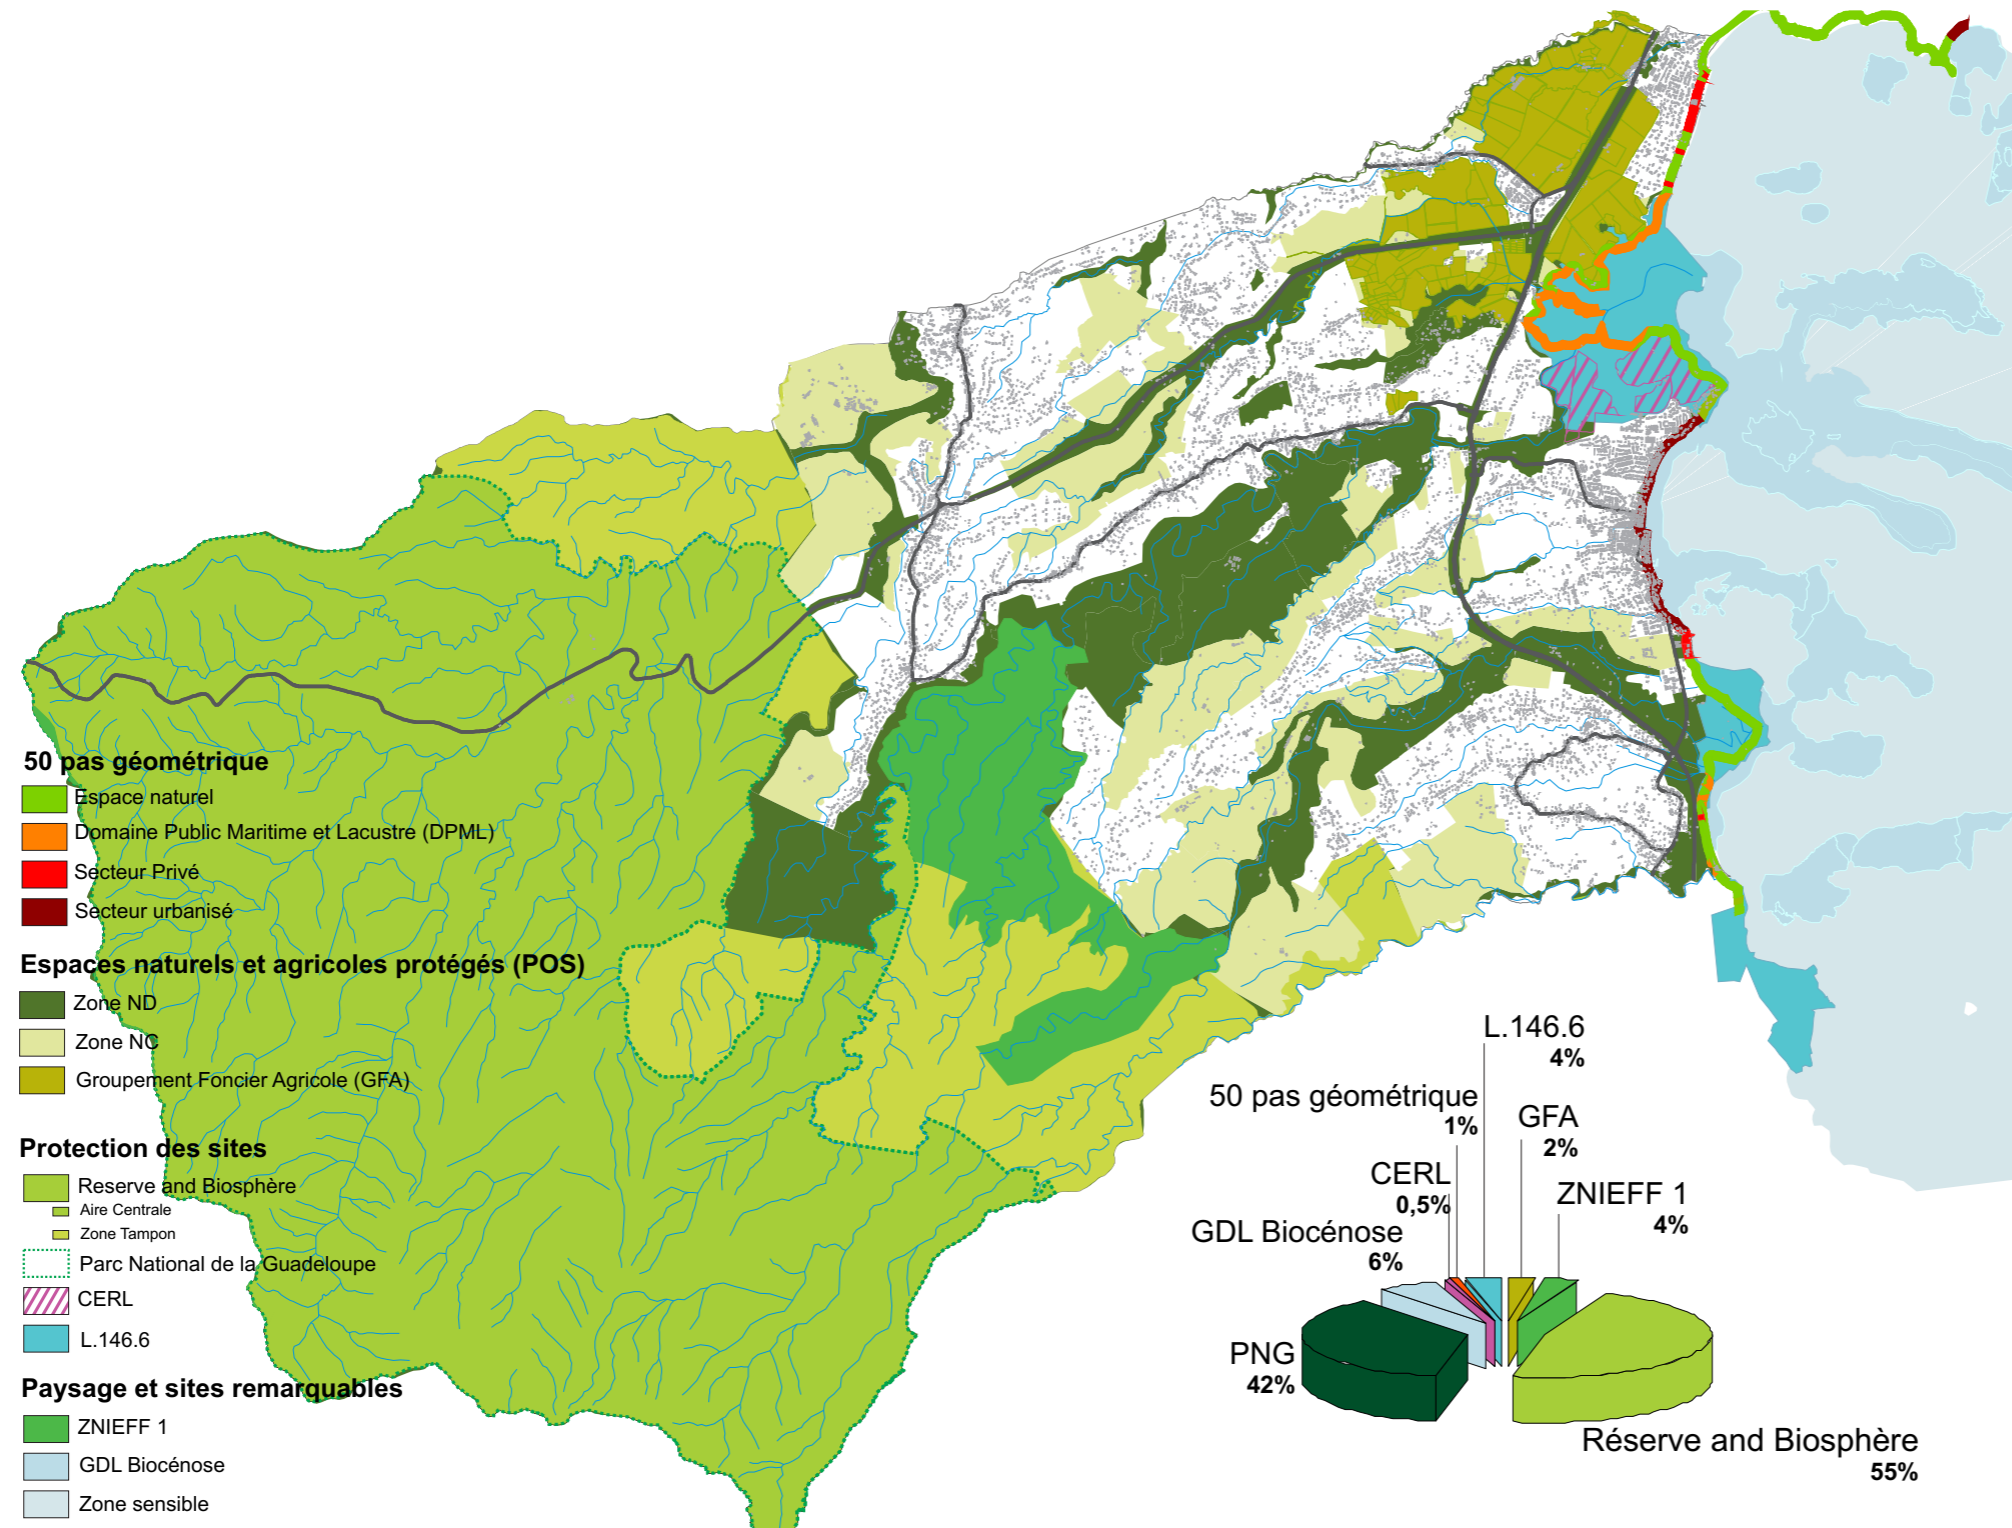 50 pas géométrique
Espace naturel
Domaine Public Maritime et Lacustre (DPML)
Secteur Privé
Secteur urbanisé
Espaces naturels et agricoles protégés (POS)
Zone ND
Zone NC
Groupement Foncier Agricole (GFA)
Protection des sites
Reserve and Biosphère
Aire Centrale
Zone Tampon
Parc National de la Guadeloupe
CERL
L.146.6
Paysage et sites remarquables
ZNIEFF 1
GDL Biocénose
Zone sensible
L.146.6
4%
50 pas géométrique
1%
GFA
2%
CERL
0,5%
ZNIEFF 1
4%
GDL Biocénose
6%
PNG
42%
Réserve and Biosphère
55%